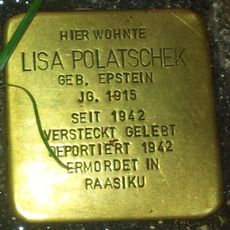 HIER WOHNTE
LISA POLATSCHEK
GEB. EPSTEIN
JG. 1915
SEIT 1942
VERSTECKT GELEBT
DEPORTIERT 1942
ERMORDET IN
RAASIKU